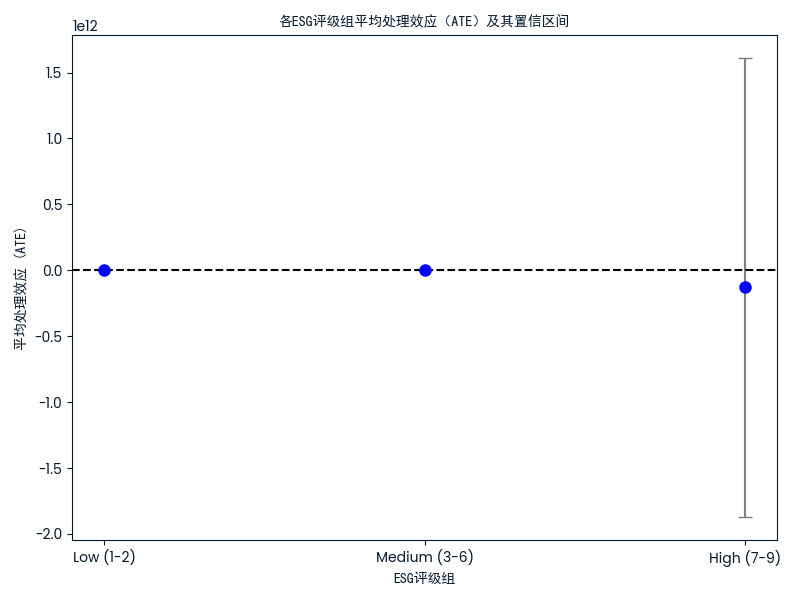 各ESG评级组平均处理效应（ATE）及其置信区间
1e12
1.5
1.0
0.5
0.0
−0.5
−1.0
−1.5
−2.0
平均处理效应（ATE）
Low (1-2)
Medium (3-6)
High (7-9)
ESG评级组